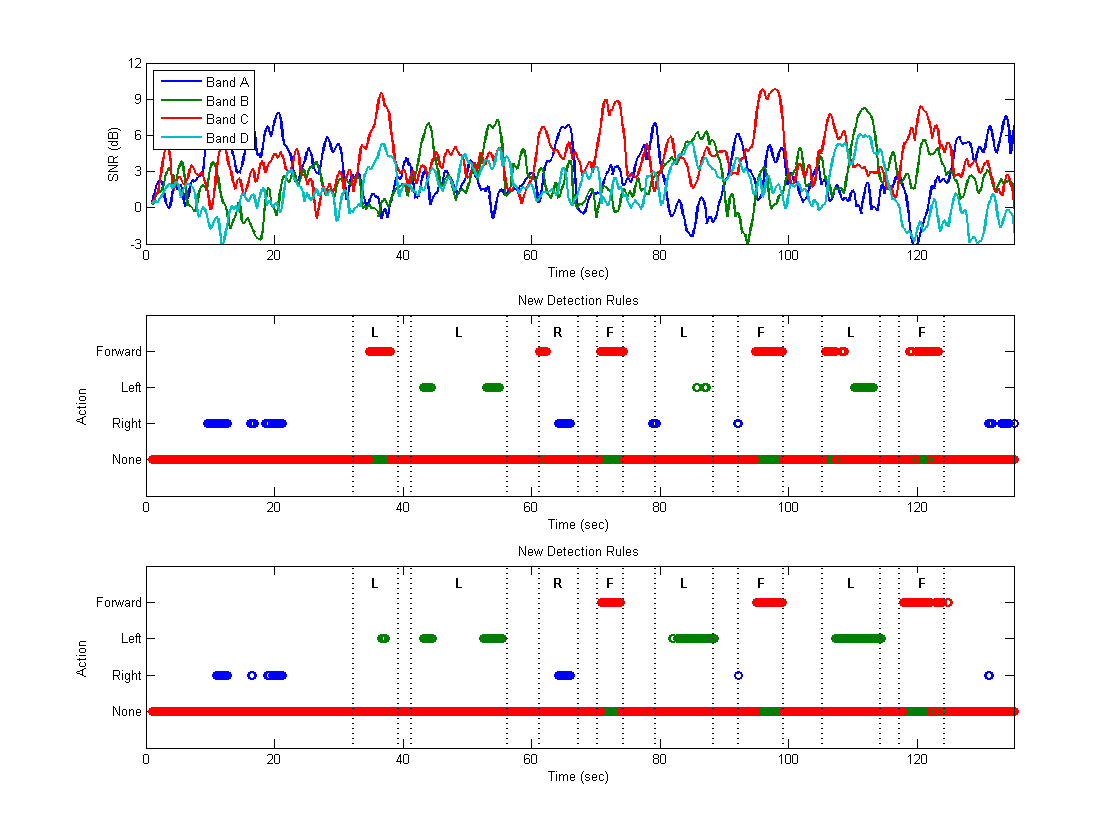 12
9
6
3
0
-3
SNR (dB)
Band A
Band B
Band C
Band D
0 20 40 60 80 100 120
Time (sec)
New Detection Rules
L L R F L F L F
Forward
Left
Right
None
Action
0 20 40 60 80 100 120
Time (sec)
New Detection Rules
L L R F L F L F
Forward
Left
Right
None
Action
0 20 40 60 80 100 120
Time (sec)